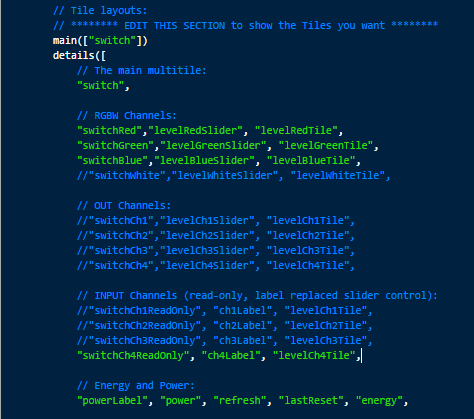 // Tile layouts:
// ******** EDIT THIS SECTION to show the Tiles you want ********
main(["switch"])
details([
// The main multitile:
"switch",
// RGBW Channels:
"switchRed","levelRedSlider", "levelRedTile",
"switchGreen","levelGreenSlider", "levelGreenTile",
"switchBlue","levelBlueSlider", "levelBlueTile",
//"switchWhite","levelWhiteSlider", "levelWhiteTile",
// OUT Channels:
//"switchCh1","levelCh1Slider", "levelCh1Tile",
//"switchCh2","levelCh2Slider", "levelCh2Tile",
//"switchCh3","levelCh3Slider", "levelCh3Tile",
//"switchCh4","levelCh4Slider", "levelCh4Tile",
// INPUT Channels (read-only, label replaced slider control):
//"switchCh1ReadOnly", "ch1Label", "levelCh1Tile",
//"switchCh2ReadOnly", "ch2Label", "levelCh2Tile",
//"switchCh3ReadOnly", "ch3Label", "levelCh3Tile",
"switchCh4ReadOnly", "ch4Label", "levelCh4Tile",
// Energy and Power:
"powerLabel", "power", "refresh", "lastReset", "energy",